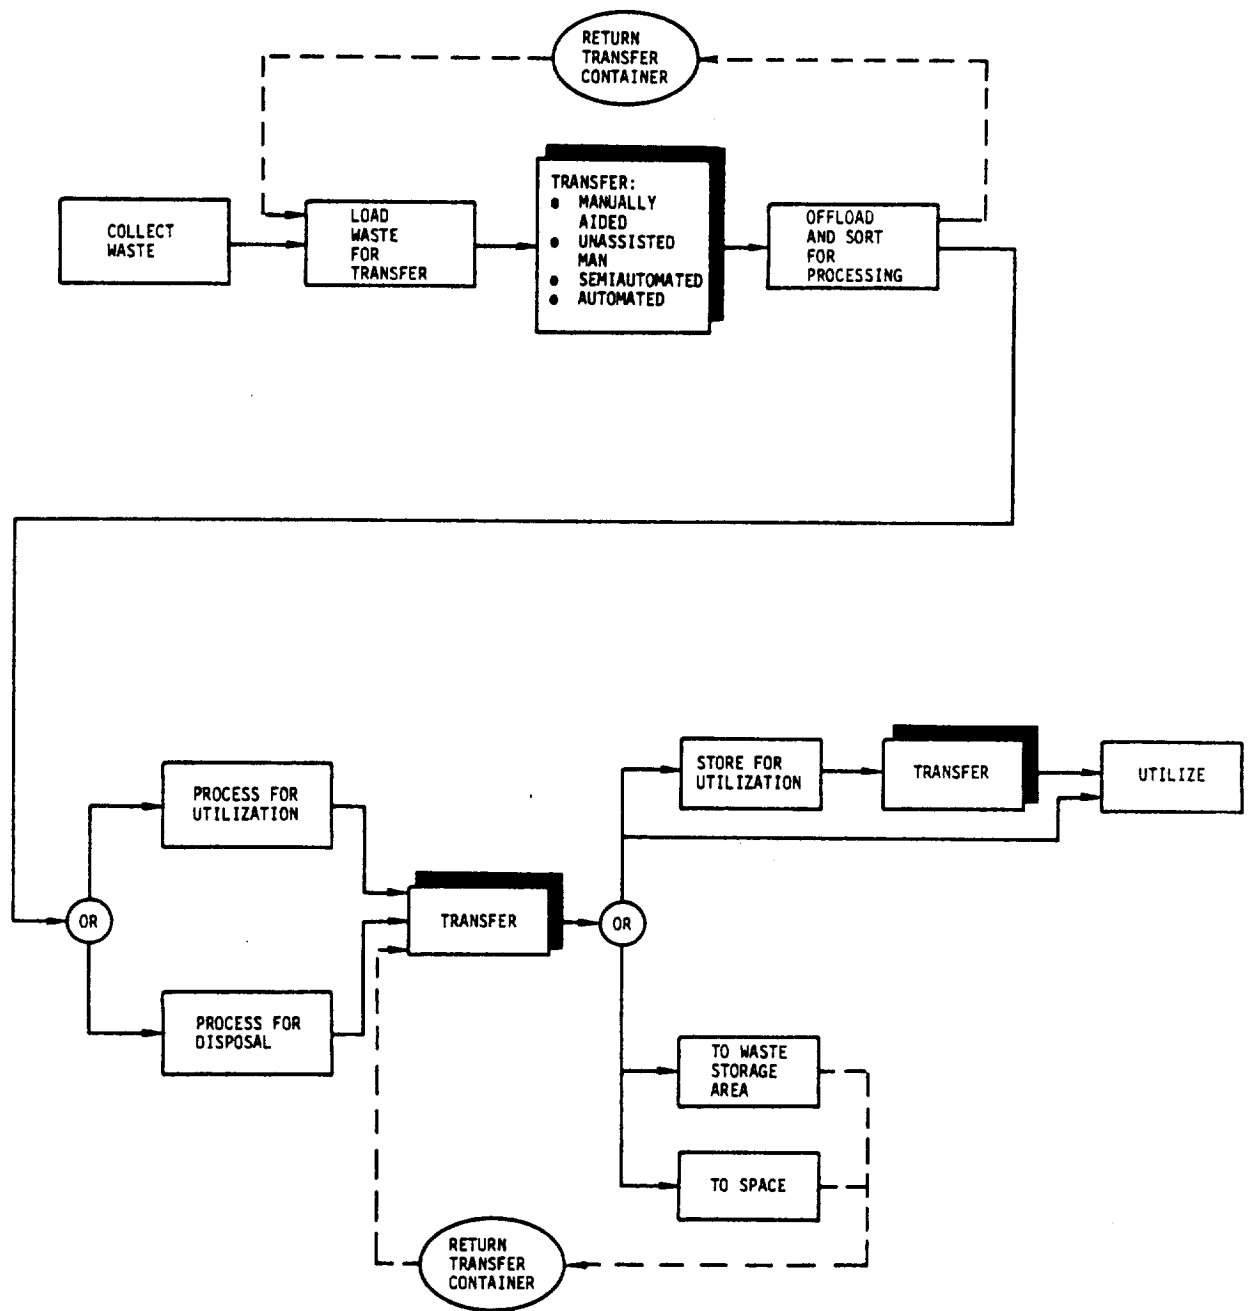 RETURN
TRANSFER
CONTAINER
COLLECT
WASTE
LOAD
WASTE
FOR
TRANSFER
TRANSFER:
● MANUALLY
AIDED
● UNASSISTED
MAN
● SEMIAUTOMATED
● AUTOMATED
OFFLOAD
AND SORT
FOR
PROCESSING
OR
PROCESS FOR
UTILIZATION
PROCESS FOR
DISPOSAL
TRANSFER
OR
STORE FOR
UTILIZATION
TRANSFER
UTILIZE
TO WASTE
STORAGE
AREA
TO SPACE
RETURN
TRANSFER
CONTAINER